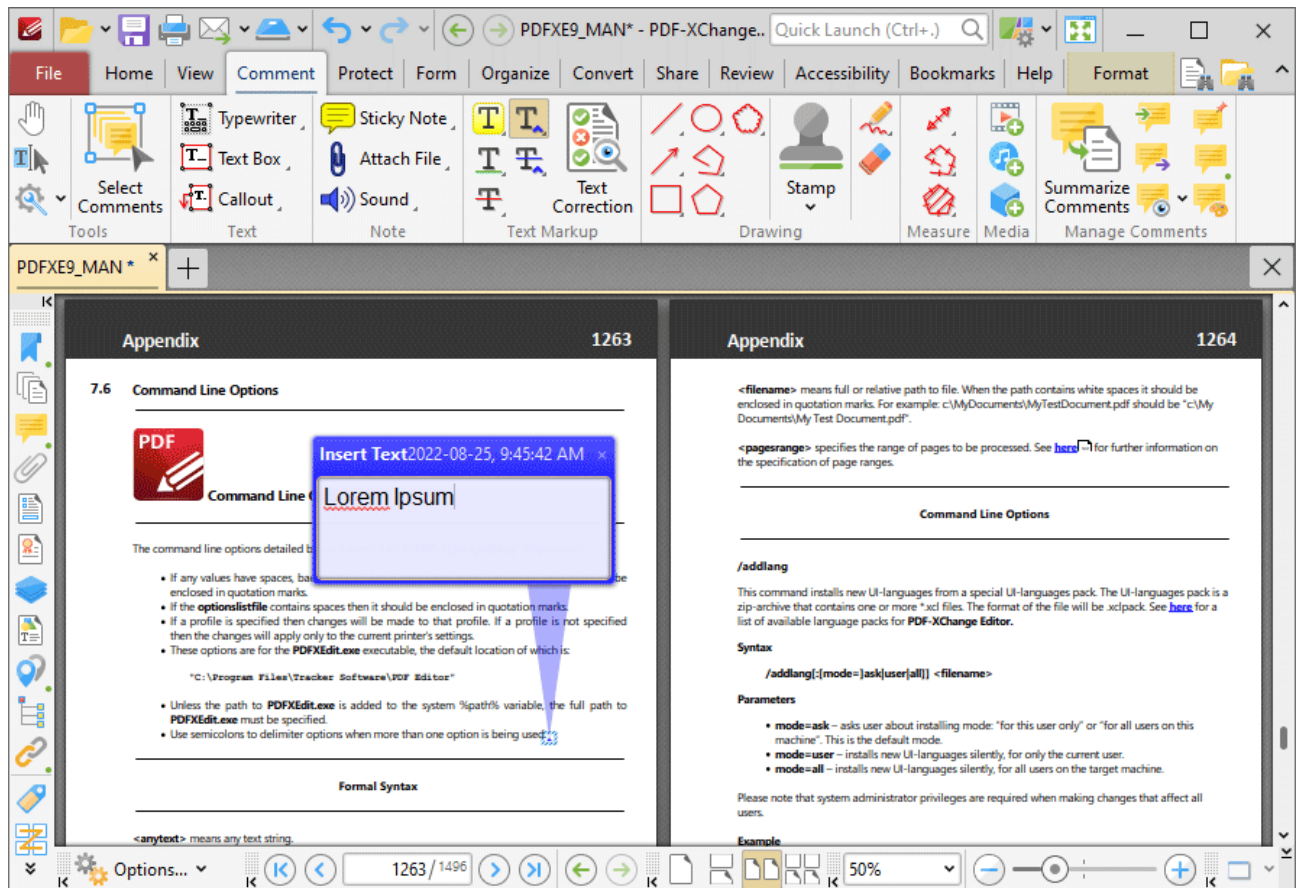 PDFXE9_MAN* - PDF-XChange.. Quick Launch (Ctrl+.)
File Home View Comment Protect Form Organize Convert Share Review Accessibility Bookmarks Help Format
Typewriter
Text Box
Callout
Select
Comments
Sticky Note
Attach File
Sound
Text
Correction
Stamp
Summarize
Comments
Tools Text Note Text Markup Drawing Measure Media Manage Comments
PDFXE9_MAN * ×
Appendix 1263
7.6 Command Line Options
PDF
Command Line
Insert Text2022-08-25, 9:45:42 AM ×
Lorem Ipsum
The command line options detailed
• If any values have spaces, be
enclosed in quotation marks.
• If the optionslistfile contains spaces then it should be enclosed in quotation marks.
• If a profile is specified then changes will be made to that profile. If a profile is not specified
then the changes will apply only to the current printer's settings.
• These options are for the PDFXEdit.exe executable, the default location of which is:
"C:\Program Files\Tracker Software\PDF Editor"
• Unless the path to PDFXEdit.exe is added to the system %path% variable, the full path to
PDFXEdit.exe must be specified.
• Use semicolons to delimiter options when more than one option is being used.
Formal Syntax
<anytext> means any text string.
Appendix 1264
<filename> means full or relative path to file. When the path contains white spaces it should be
enclosed in quotation marks. For example: c:\MyDocuments\MyTestDocument.pdf should be "c:\My
Documents\My Test Document.pdf".
<pagesrange> specifies the range of pages to be processed. See here for further information on
the specification of page ranges.
Command Line Options
/addlang
This command installs new UI-languages from a special UI-languages pack. The UI-languages pack is a
zip-archive that contains one or more *.xcl files. The format of the file will be .xclpack. See here for a
list of available language packs for PDF-XChange Editor.
Syntax
/addlang[:[mode=]ask|user|all]] <filename>
Parameters
• mode=ask – asks user about installing mode: "for this user only" or "for all users on this
machine". This is the default mode.
• mode=user – installs new UI-languages silently, for only the current user.
• mode=all – installs new UI-languages silently, for all users on the target machine.
Please note that system administrator privileges are required when making changes that affect all
users.
Example
Options... 1263 / 1496 50%